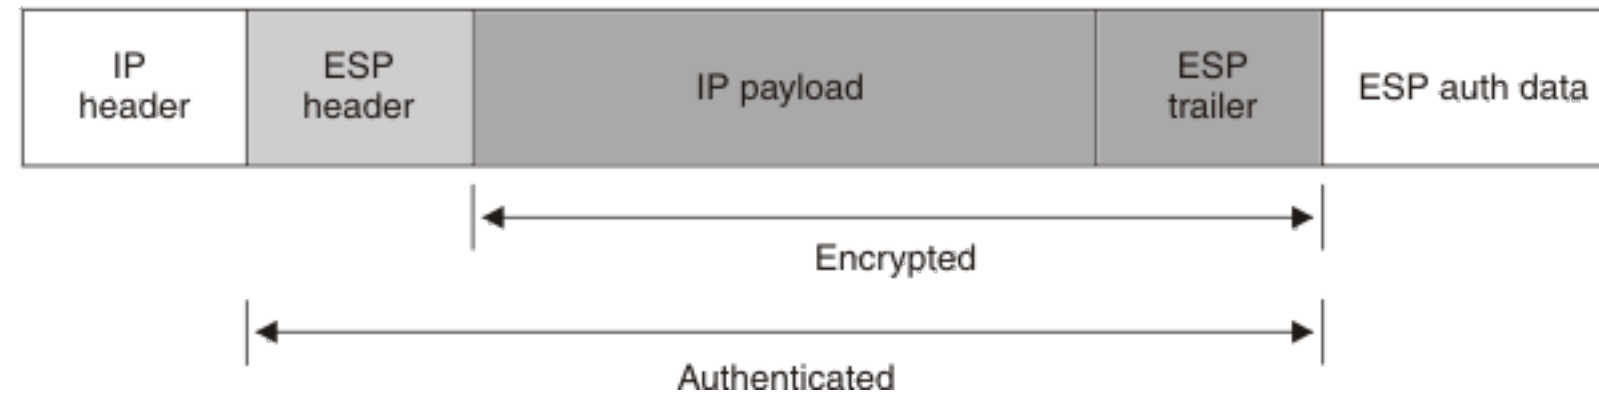 IP
header
ESP
header
IP payload
ESP
trailer
ESP auth data
Encrypted
Authenticated